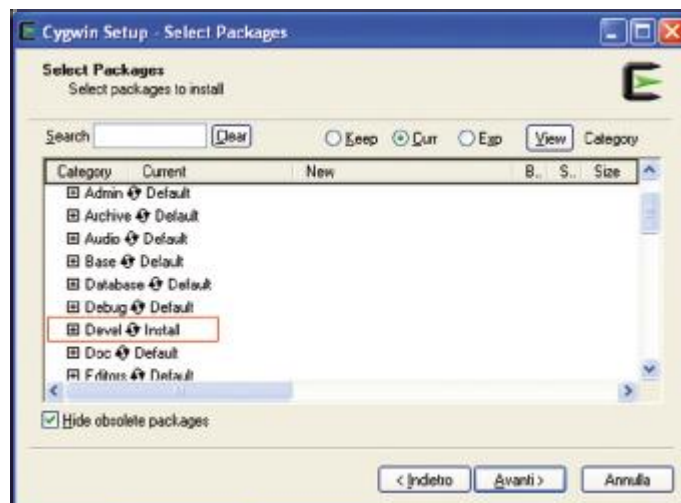 Cygwin Setup - Select Packages
Select Packages
Select packages to install
Search Clear Keep Curr Exp View Category
Category Current New B.. S.. Size
Admin Default
Archive Default
Audio Default
Base Default
Database Default
Debug Default
Devel Install
Doc Default
Editors Default
Hide obsolete packages
< Indietro Avanti > Annulla